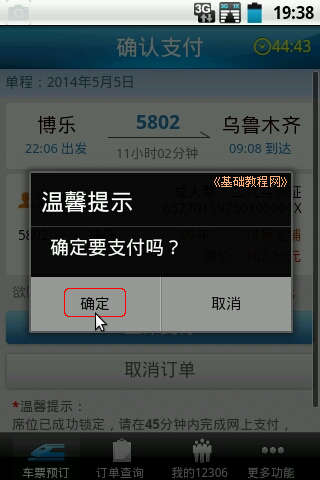 3G 3G 1X 19:38
确认支付 44:43
单程：2014年5月5日
博乐 5802 乌鲁木齐
22:06 出发 11小时02分钟 09:08 到达
《基础教程网》
温馨提示
确定要支付吗？
确定 取消
取消订单
*温馨提示：
席位已成功锁定，请在45分钟内完成网上支付，
车票预订 订单查询 我的12306 更多功能